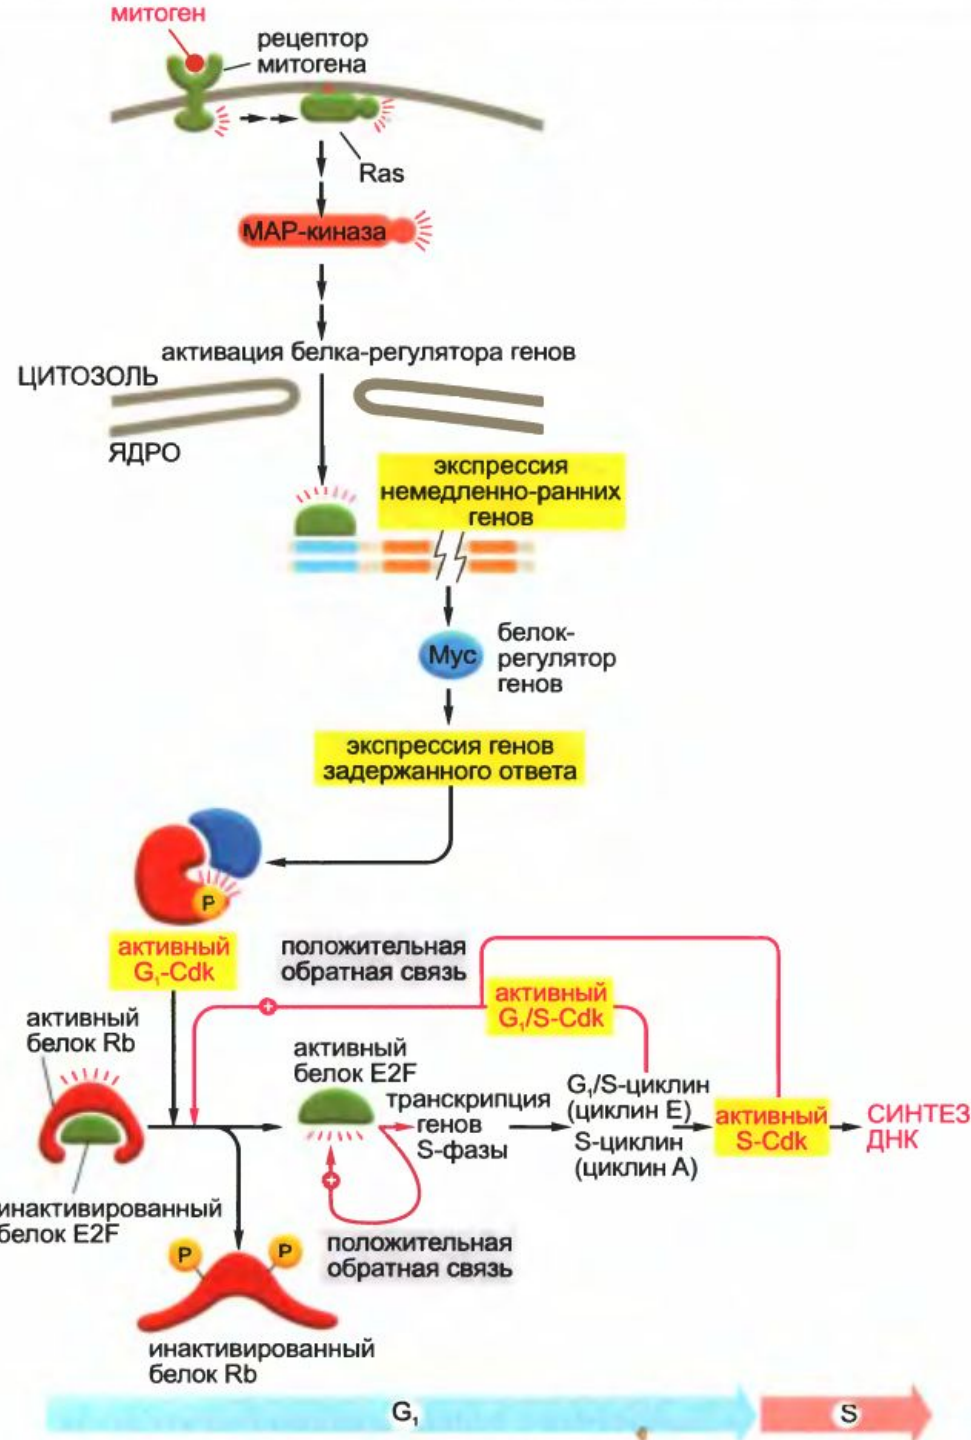 митоген
рецептор
митогена
Ras
МАР-киназа
активация белка-регулятора генов
ЦИТОЗОЛЬ
ЯДРО
экспрессия
немедленно-ранних
генов
Myc
белок-
регулятор
генов
экспрессия генов
задержанного ответа
P
активный
G₁-Cdk
положительная
обратная связь
активный
G₁/S-Cdk
активный
белок Rb
активный
белок E2F
транскрипция
генов
S-фазы
G₁/S-циклин
(циклин E)
S-циклин
(циклин A)
активный
S-Cdk
СИНТЕЗ
ДНК
инактивированный
белок E2F
P
P
положительная
обратная связь
инактивированный
белок Rb
G₁
S